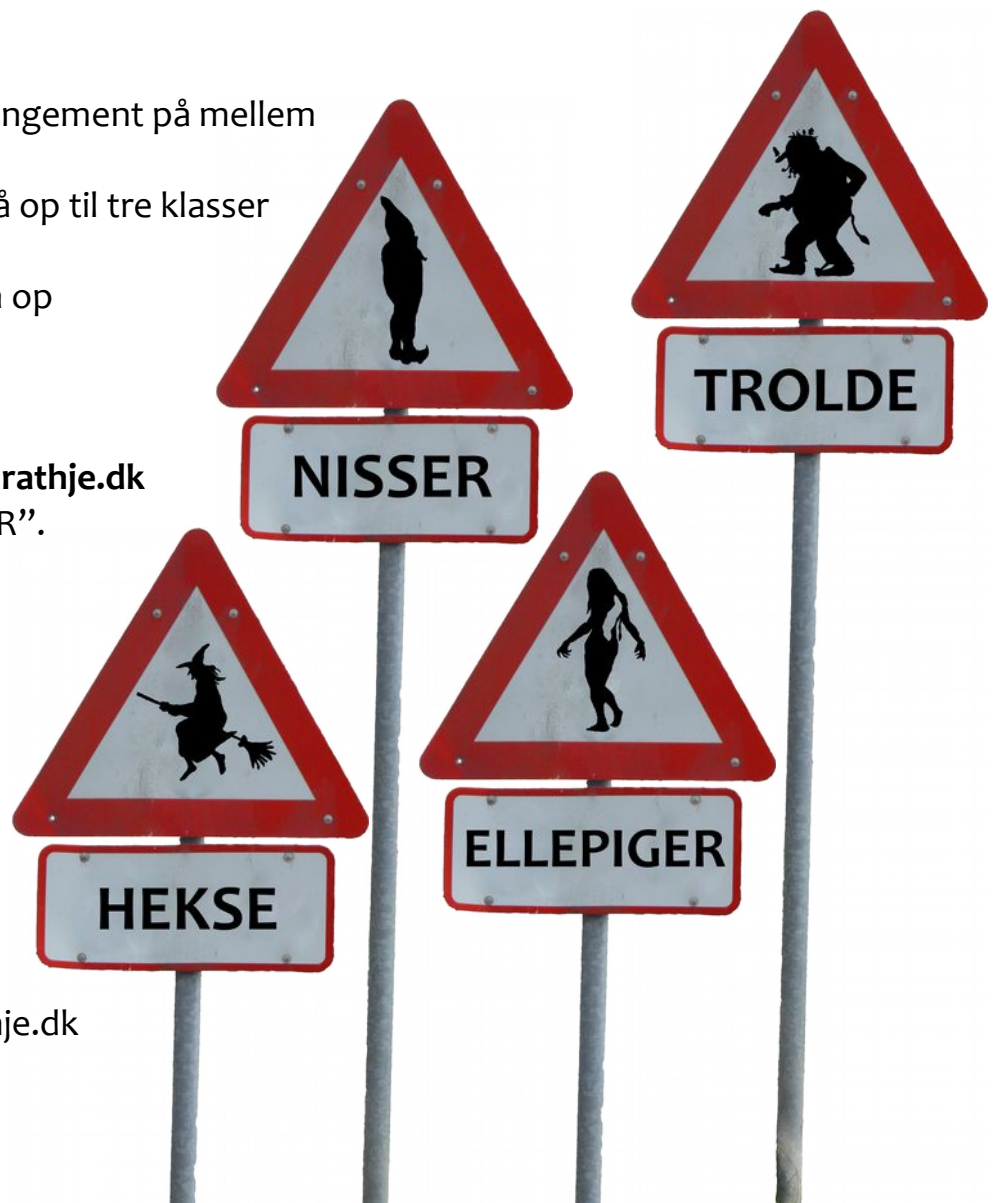 ngement på mellem
å op til tre klasser
op
rathje.dk
R”.
TROLDE
NISSER
ELLEPIGER
HEKSE
je.dk